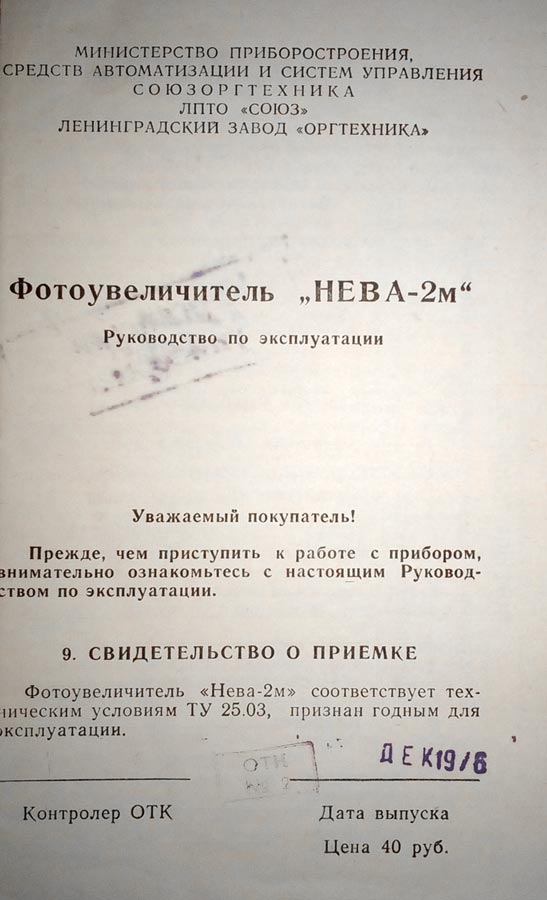 МИНИСТЕРСТВО ПРИБОРОСТРОЕНИЯ,
СРЕДСТВ АВТОМАТИЗАЦИИ И СИСТЕМ УПРАВЛЕНИЯ
СОЮЗОРГТЕХНИКА
ЛПТО «СОЮЗ»
ЛЕНИНГРАДСКИЙ ЗАВОД «ОРГТЕХНИКА»
Фотоувеличитель „НЕВА-2м“
Руководство по эксплуатации
Уважаемый покупатель!
Прежде, чем приступить к работе с прибором,
внимательно ознакомьтесь с настоящим Руковод-
ством по эксплуатации.
9. СВИДЕТЕЛЬСТВО О ПРИЕМКЕ
Фотоувеличитель «Нева-2м» соответствует тех-
ническим условиям ТУ 25.03, признан годным для
эксплуатации.
ОТК
ДЕК
Контролер ОТК
Дата выпуска
Цена 40 руб.